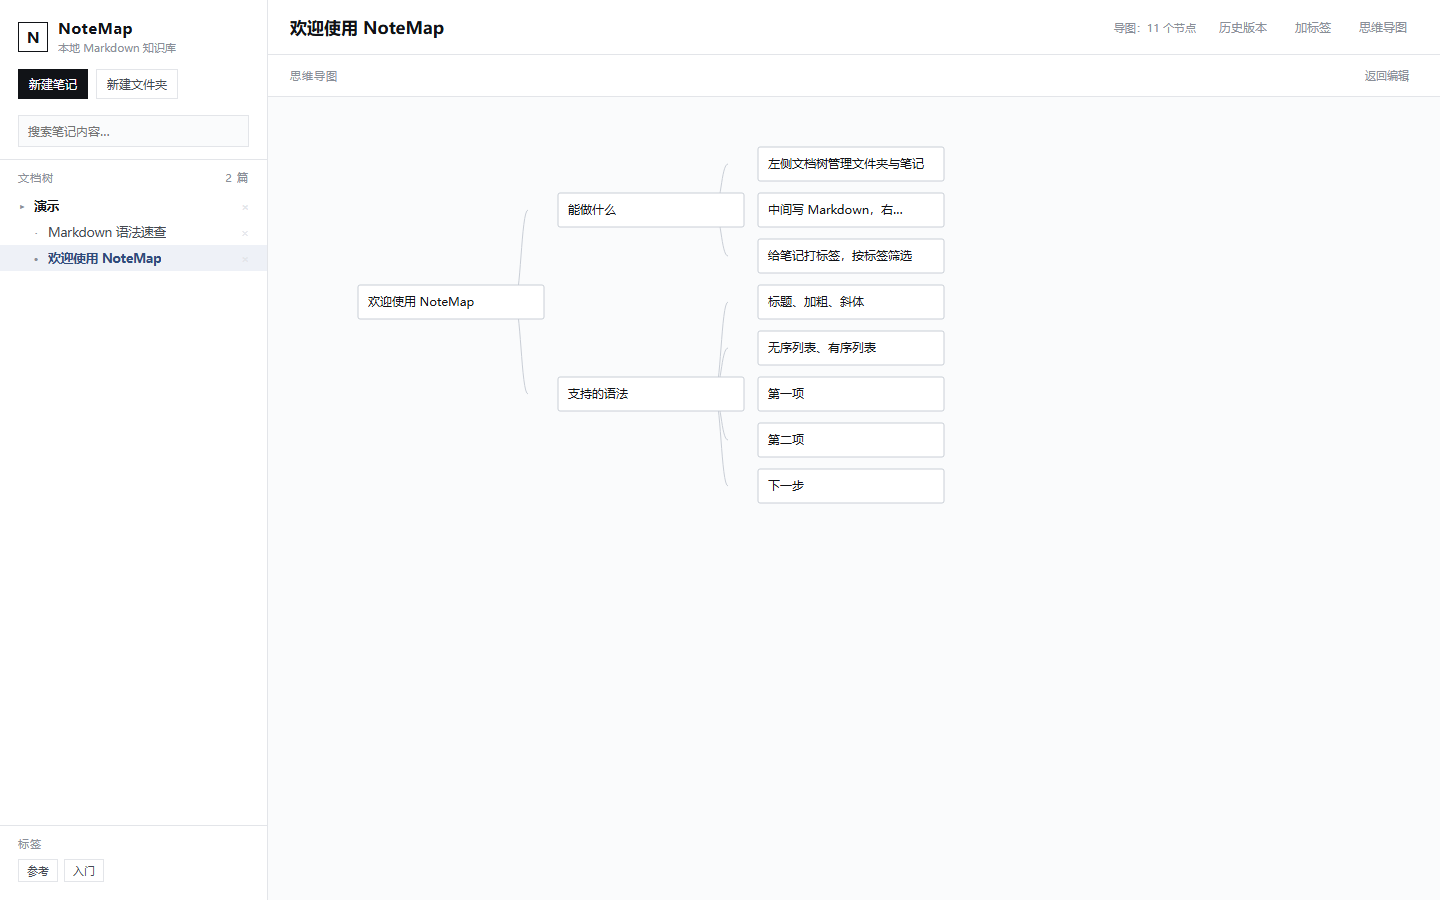 N
NoteMap
本地 Markdown 知识库
新建笔记
新建文件夹
搜索笔记内容...
文档树
2 篇
演示
×
Markdown 语法速查
×
欢迎使用 NoteMap
×
标签
参考
入门
欢迎使用 NoteMap
导图：11 个节点
历史版本
加标签
思维导图
思维导图
返回编辑
左侧文档树管理文件夹与笔记
能做什么
中间写 Markdown，右...
给笔记打标签，按标签筛选
欢迎使用 NoteMap
标题、加粗、斜体
无序列表、有序列表
支持的语法
第一项
第二项
下一步